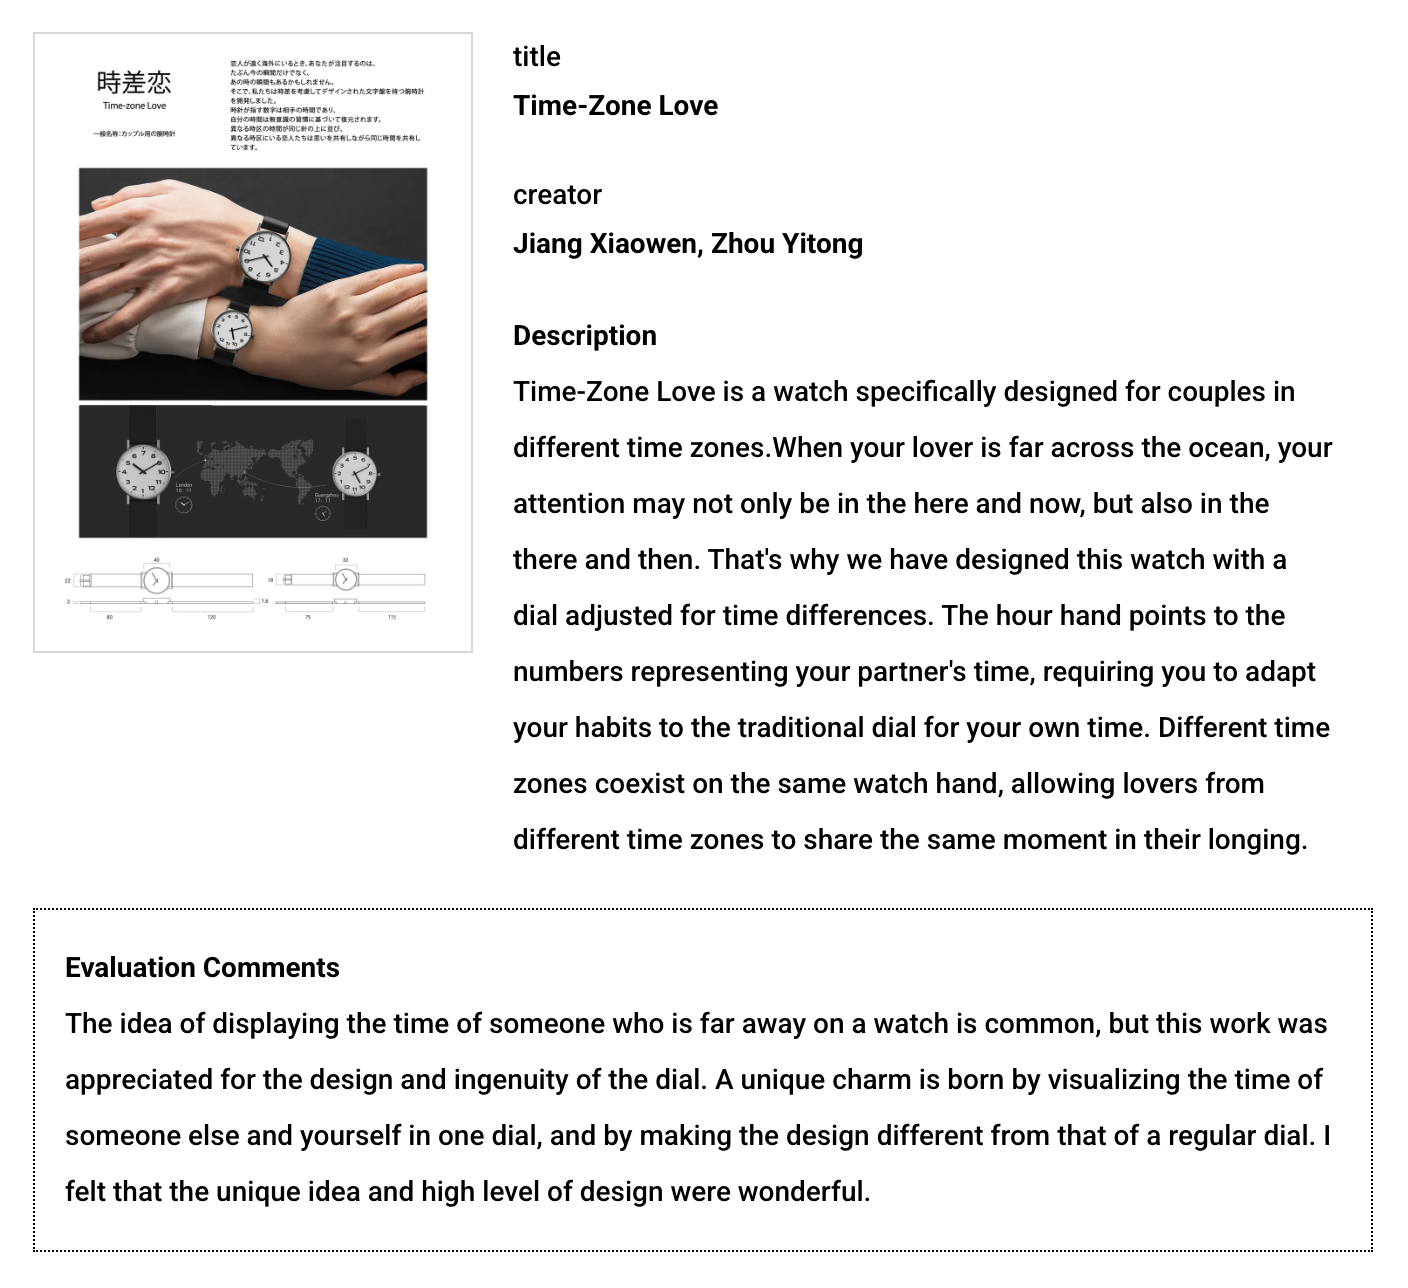 時差恋
Time-zone Love
一般名称:カップル用の腕時計
恋人が遠く海外にいるとき、あなたが注目するのは、
たぶん今の瞬間だけでなく、
あの時の瞬間もあるかもしれません。
そこで、私たちは時差を考慮してデザインされた文字盤を持つ腕時計
を開発しました。
時針が指す数字は相手の時間であり、
自分の時間は無意識の習慣に基づいて復元されます。
異なる時区の時間が同じ針の上に並び、
異なる時区にいる恋人たちは思いを共有しながら同じ時間を共有し
ています。
London
Guangzhou
17: 11
40
22
2
80
120
32
18
1.6
75
115
title
Time-Zone Love
creator
Jiang Xiaowen, Zhou Yitong
Description
Time-Zone Love is a watch specifically designed for couples in
different time zones.When your lover is far across the ocean, your
attention may not only be in the here and now, but also in the
there and then. That's why we have designed this watch with a
dial adjusted for time differences. The hour hand points to the
numbers representing your partner's time, requiring you to adapt
your habits to the traditional dial for your own time. Different time
zones coexist on the same watch hand, allowing lovers from
different time zones to share the same moment in their longing.
Evaluation Comments
The idea of displaying the time of someone who is far away on a watch is common, but this work was
appreciated for the design and ingenuity of the dial. A unique charm is born by visualizing the time of
someone else and yourself in one dial, and by making the design different from that of a regular dial. I
felt that the unique idea and high level of design were wonderful.